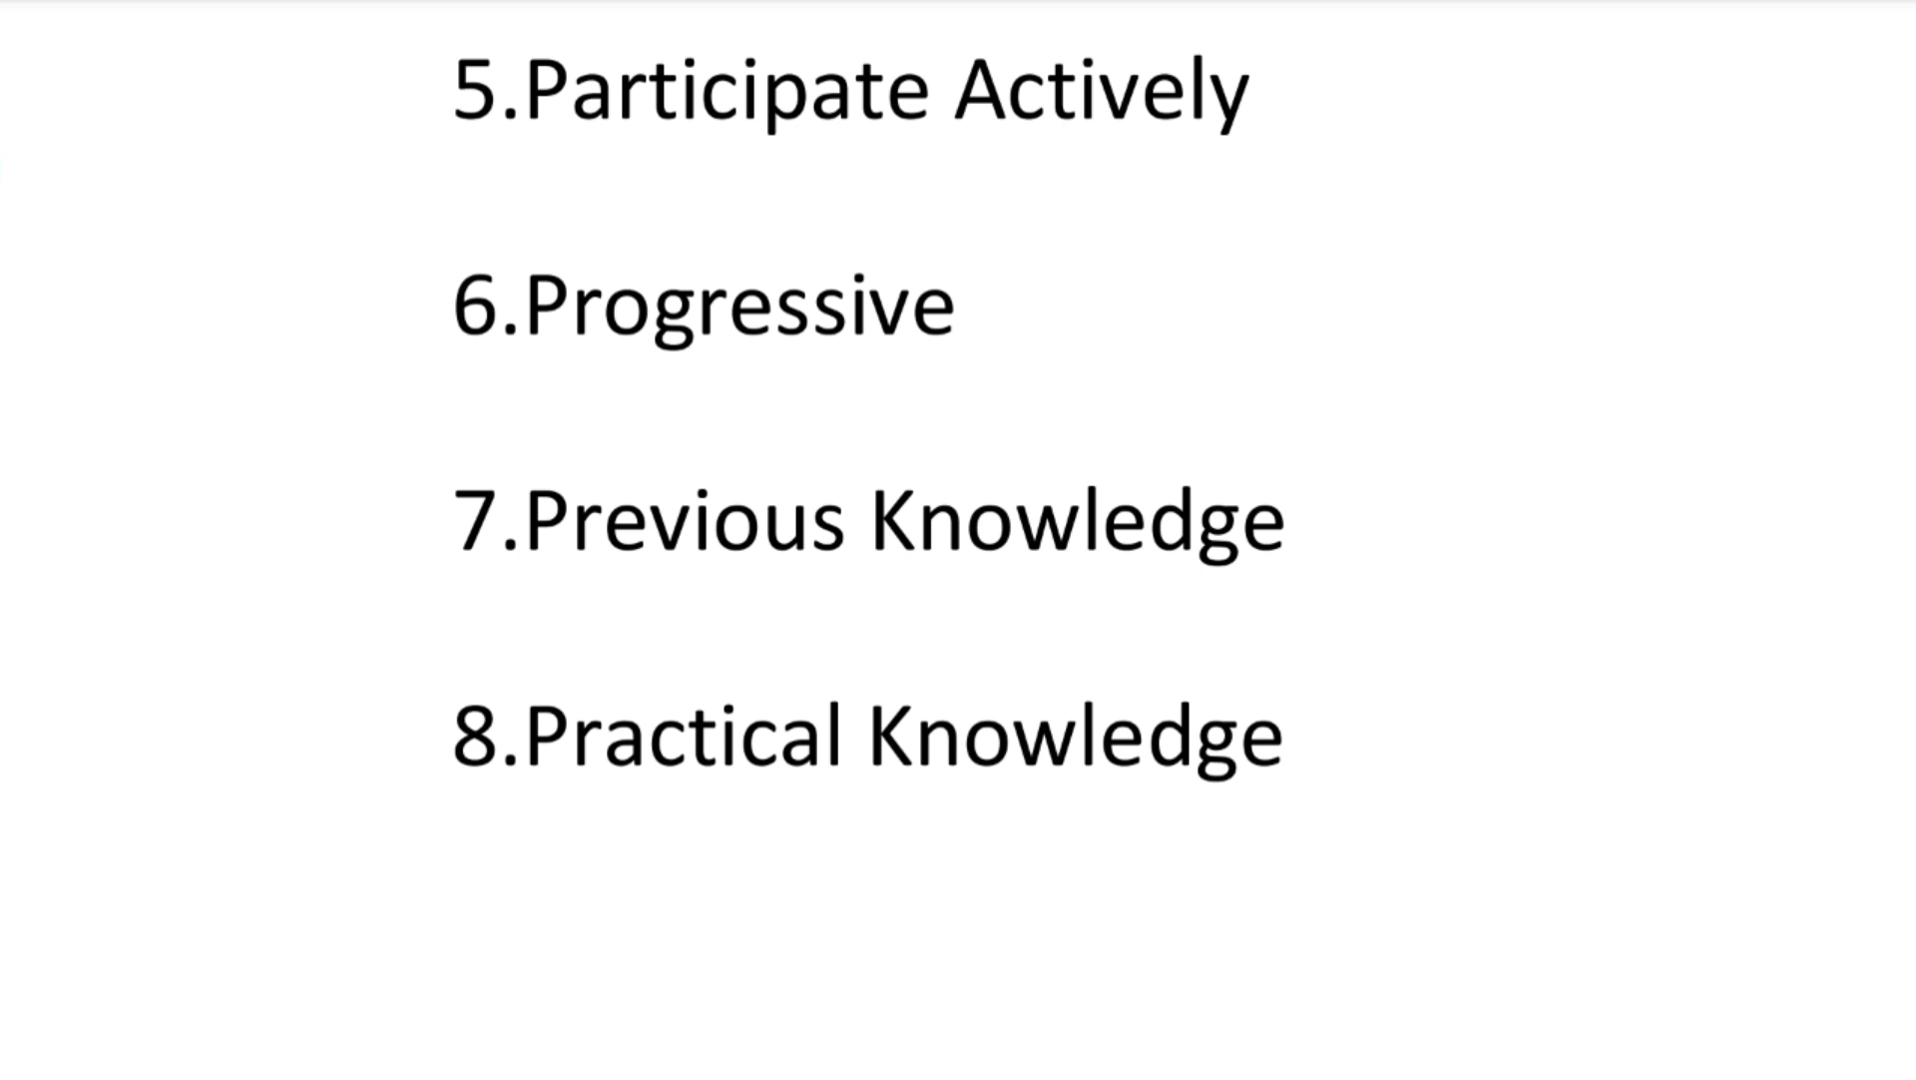 5.Participate Actively
6.Progressive
7.Previous Knowledge
8.Practical Knowledge